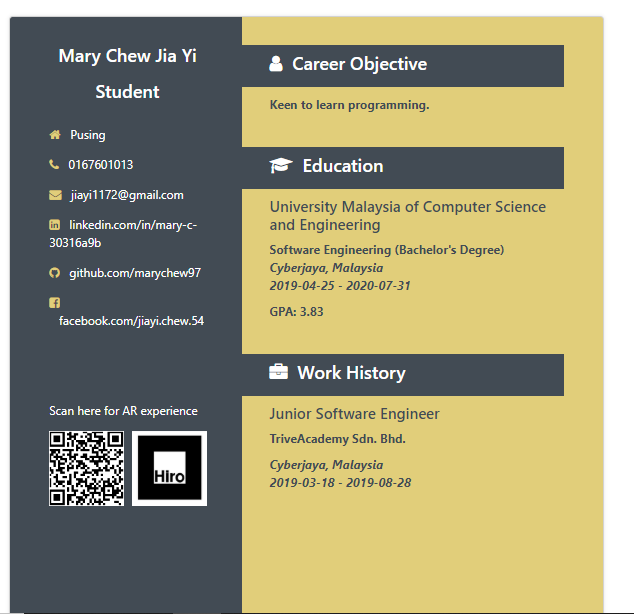 Mary Chew Jia Yi
Student
Pusing
0167601013
jiayi1172@gmail.com
linkedin.com/in/mary-c-
30316a9b
github.com/marychew97
facebook.com/jiayi.chew.54
Scan here for AR experience
Hiro
Career Objective
Keen to learn programming.
Education
University Malaysia of Computer Science
and Engineering
Software Engineering (Bachelor's Degree)
Cyberjaya, Malaysia
2019-04-25 - 2020-07-31
GPA: 3.83
Work History
Junior Software Engineer
TriveAcademy Sdn. Bhd.
Cyberjaya, Malaysia
2019-03-18 - 2019-08-28